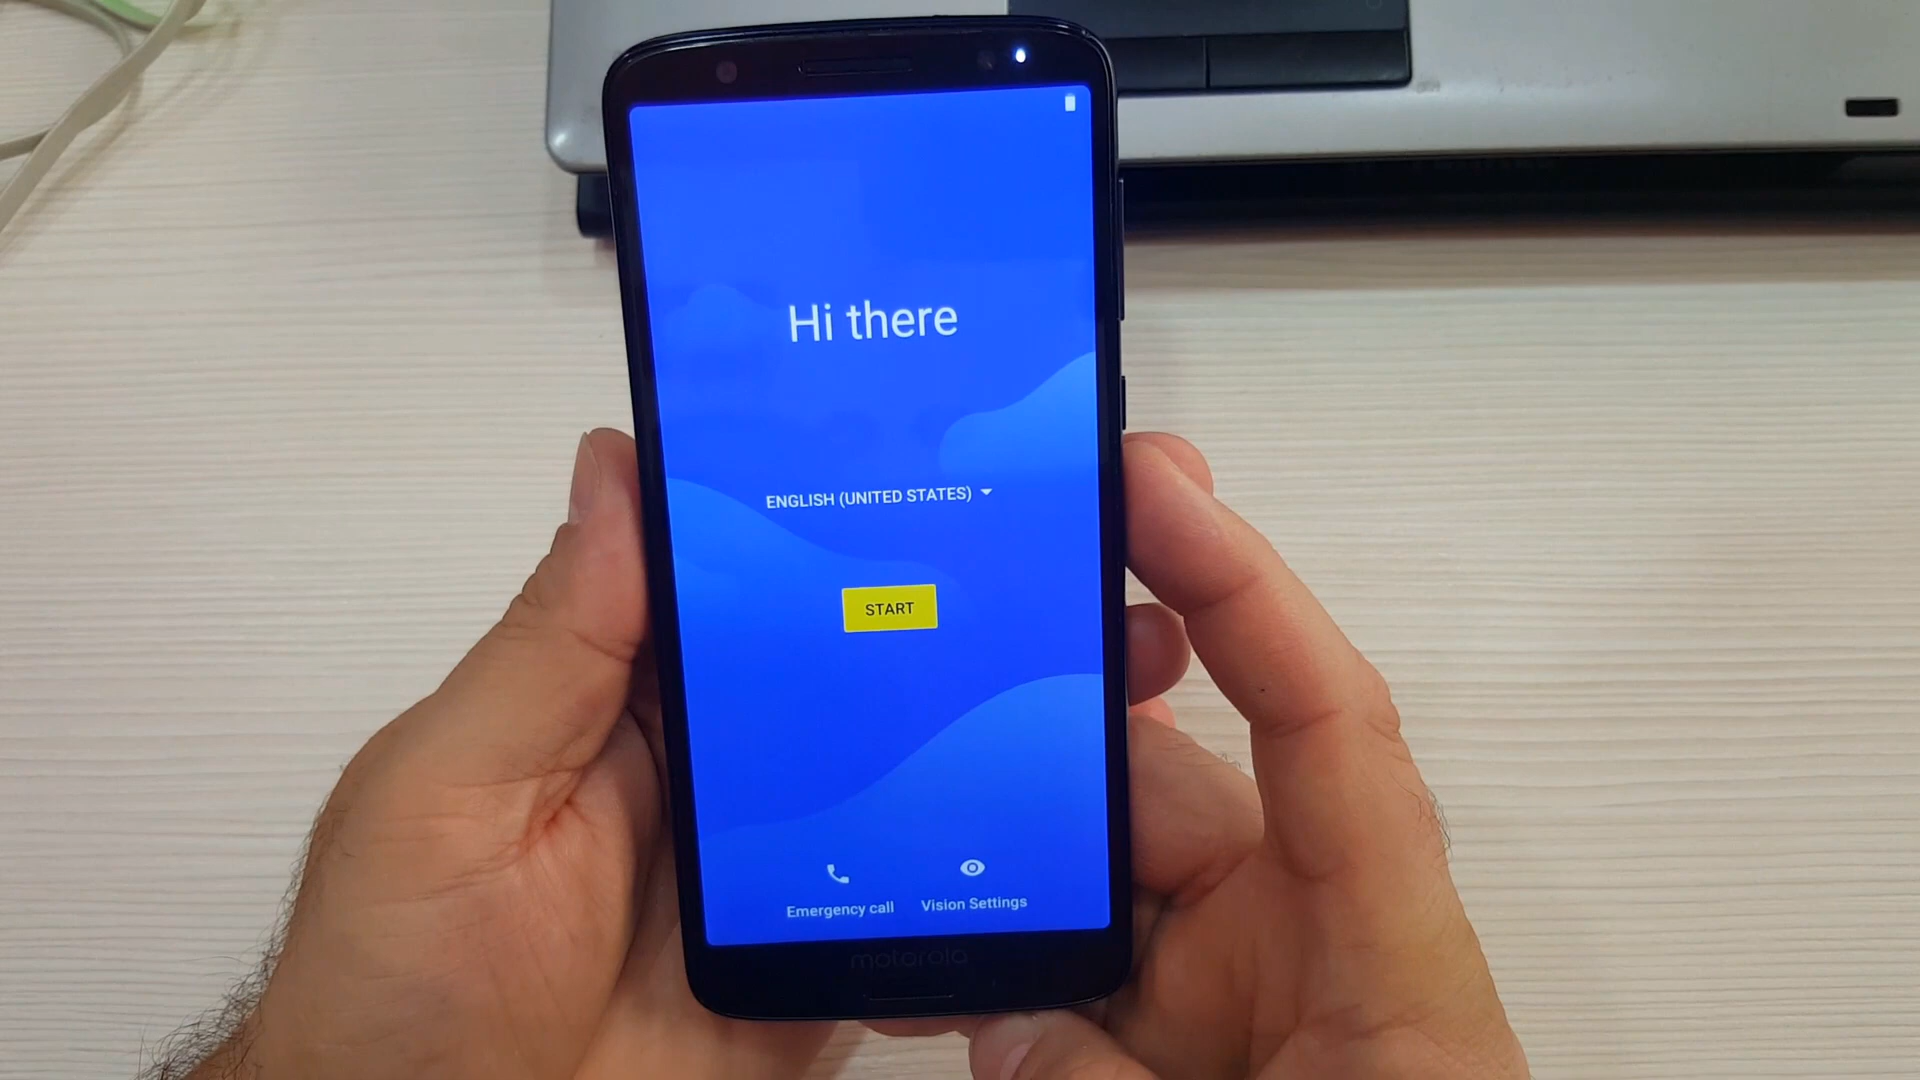 Hi there
ENGLISH (UNITED STATES)
START
Emergency call
Vision Settings
motorola